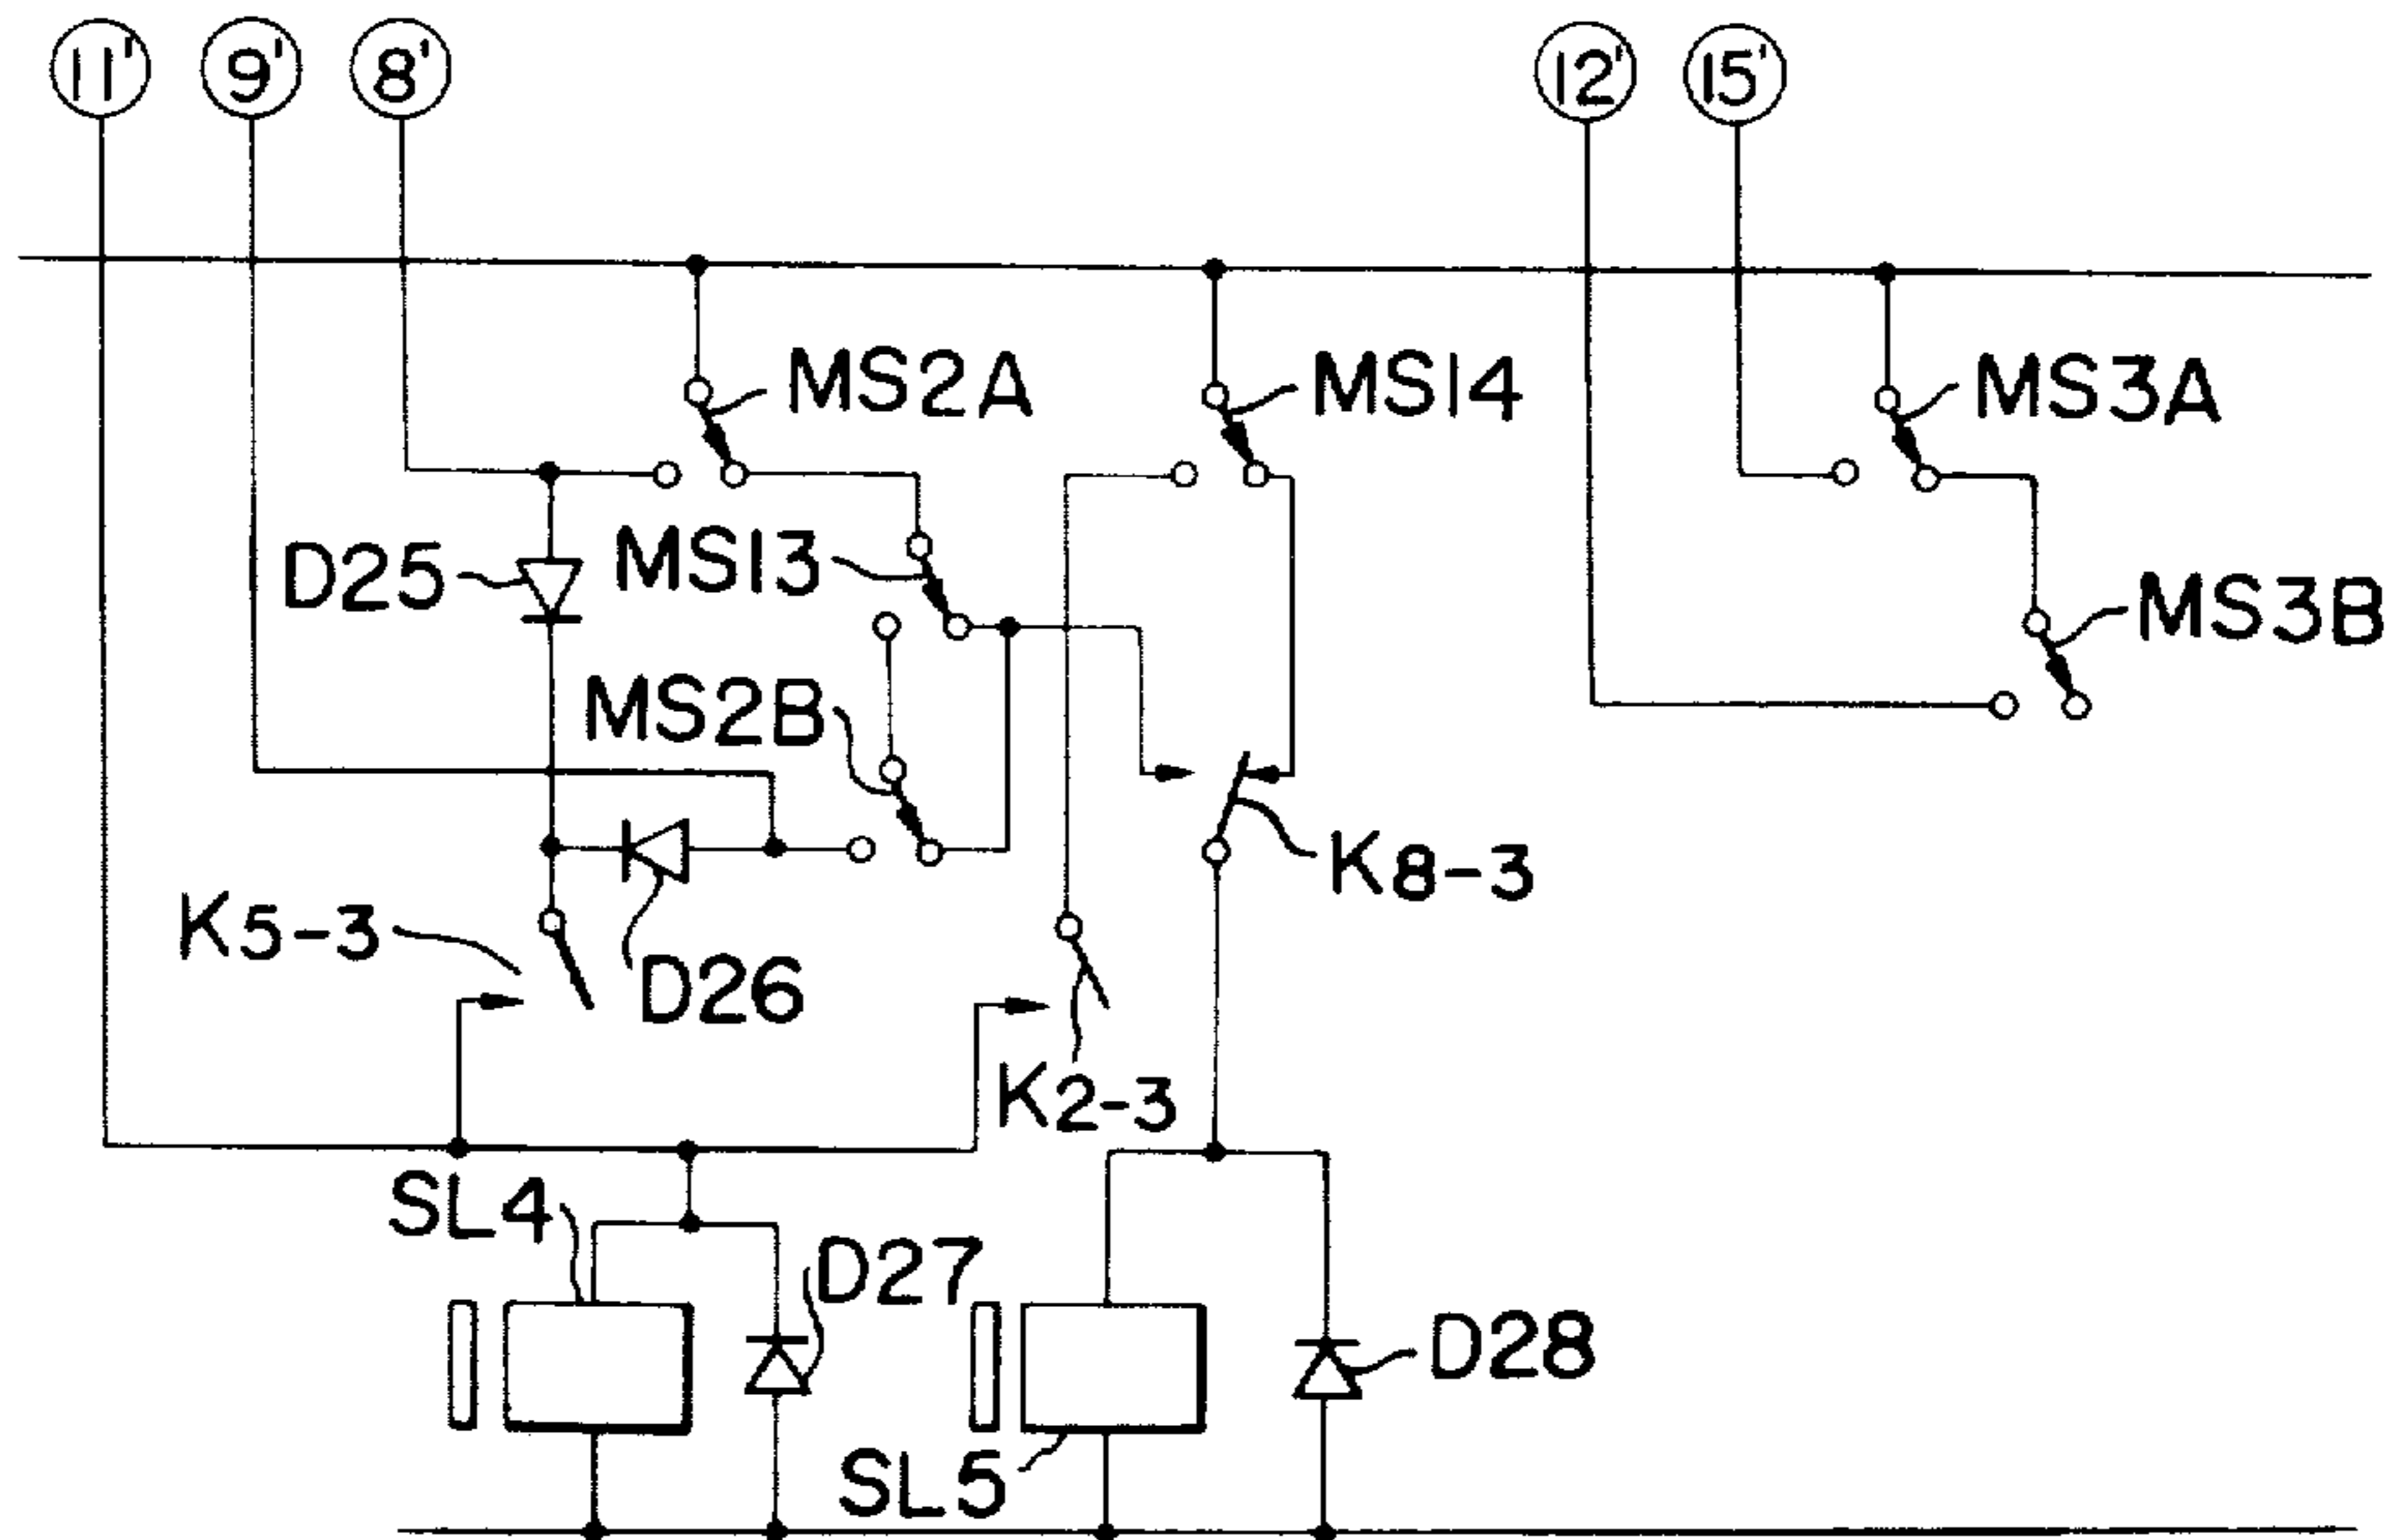 11' 9' 8' 12' 15'
MS2A MS14 MS3A
D25 MS13 MS3B
MS2B
K8-3
K5-3 D26
K2-3
SL4
D27
D28
SL5